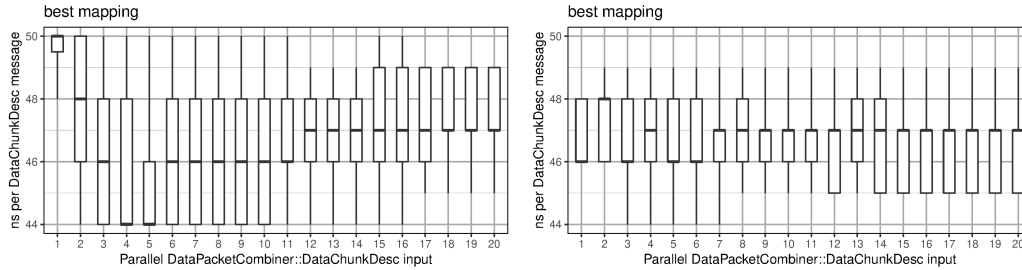 best mapping
ns per DataChunkDesc message
50
48
46
44
1 2 3 4 5 6 7 8 9 10 11 12 13 14 15 16 17 18 19 20
Parallel DataPacketCombiner::DataChunkDesc input
best mapping
ns per DataChunkDesc message
50
48
46
44
1 2 3 4 5 6 7 8 9 10 11 12 13 14 15 16 17 18 19 20
Parallel DataPacketCombiner::DataChunkDesc input